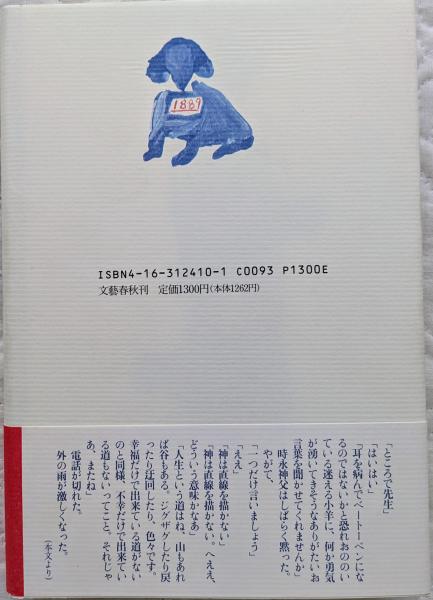 1889
ISBN4-16-312410-1 C0093 P1300E
文藝春秋刊 定価1300円(本体1262円)
「ところで先生」
「はいはい」
「耳を病んでベートーベンにな
るのではないかと恐れおののい
ている迷える小羊に、何か勇気
が湧いてきそうなありがたいお
言葉を聞かせてくれませんか」
時永神父はしばらく黙った。
やがて、
「一つだけ言いましょう」
「ええ」
「神は直線を描かない」
「神は直線を描かない。へええ、
どういう意味かなあ」
「人生という道はね、山もあれ
ば谷もある。ジグザグしたり戻
ったり迂回したり、色々です。
幸福だけで出来ている道がない
のと同様、不幸だけで出来てい
る道もないってこと。それじゃ
あ、またね」
電話が切れた。
外の雨が激しくなった。
(本文より)